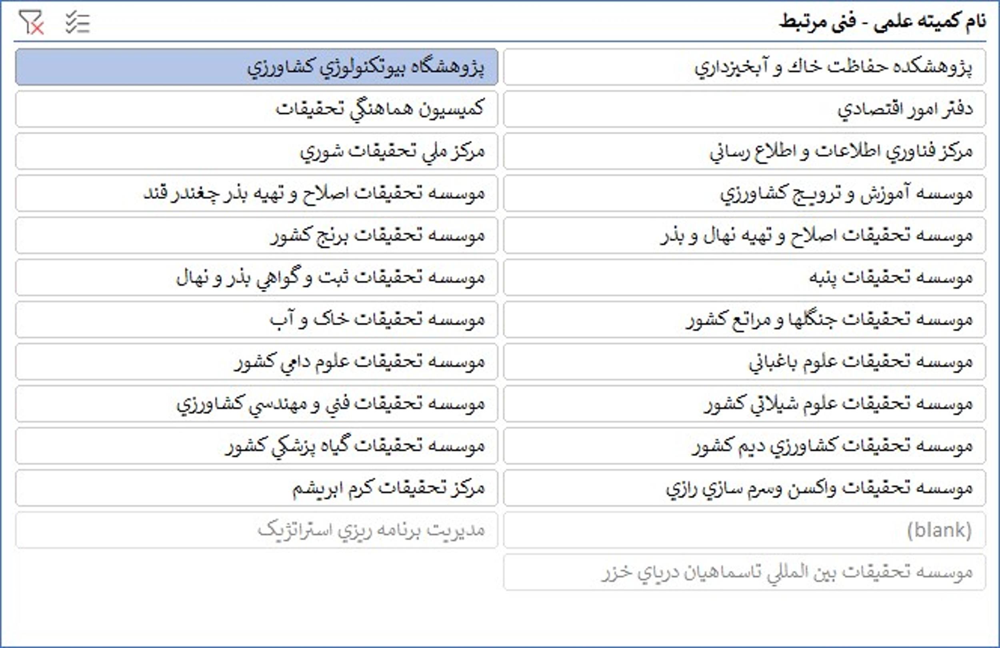 نام کمیته علمی - فنی مرتبط
پژوهشكده حفاظت خاك و آبخيزداري
پژوهشگاه بيوتكنولوژي كشاورزي
دفتر امور اقتصادي
كميسيون هماهنگي تحقيقات
مركز فناوري اطلاعات و اطلاع رساني
مركز ملي تحقيقات شوري
موسسه آموزش و ترويج كشاورزي
موسسه تحقيقات اصلاح و تهيه بذر چغندر قند
موسسه تحقيقات اصلاح و تهيه نهال و بذر
موسسه تحقيقات برنج كشور
موسسه تحقيقات پنبه
موسسه تحقيقات ثبت و گواهي بذر و نهال
موسسه تحقيقات جنگلها و مراتع كشور
موسسه تحقيقات خاک و آب
موسسه تحقيقات علوم باغباني
موسسه تحقيقات علوم دامي كشور
موسسه تحقيقات علوم شيلاتي كشور
موسسه تحقيقات فني و مهندسي كشاورزي
موسسه تحقيقات كشاورزي ديم كشور
موسسه تحقيقات گياه پزشكي كشور
موسسه تحقيقات واكسن وسرم سازي رازي
مركز تحقيقات كرم ابريشم
(blank)
مديريت برنامه ريزي استراتژیک
موسسه تحقيقات بين المللي تاسماهيان درياي خزر